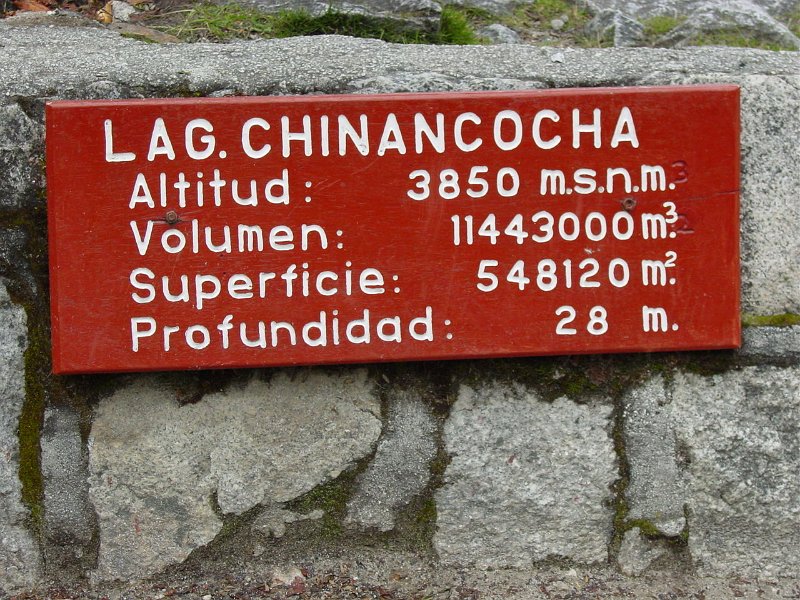 LAG. CHINANCOCHA
Altitud : 3850 m.s.n.m.
Volumen : 11443000 m³.
Superficie : 548120 m².
Profundidad : 28 m.